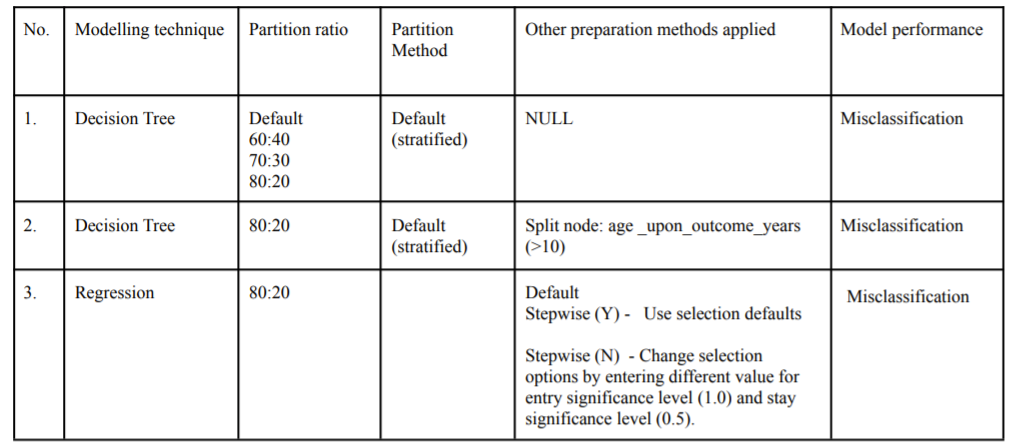 No.
Modelling technique
Partition ratio
Partition
Method
Other preparation methods applied
Model performance
1.
Decision Tree
Default
60:40
70:30
80:20
Default
(stratified)
NULL
Misclassification
2.
Decision Tree
80:20
Default
(stratified)
Split node: age _upon_outcome_years
(>10)
Misclassification
3.
Regression
80:20
Default
Stepwise (Y) - Use selection defaults
Stepwise (N) - Change selection
options by entering different value for
entry significance level (1.0) and stay
significance level (0.5).
Misclassification